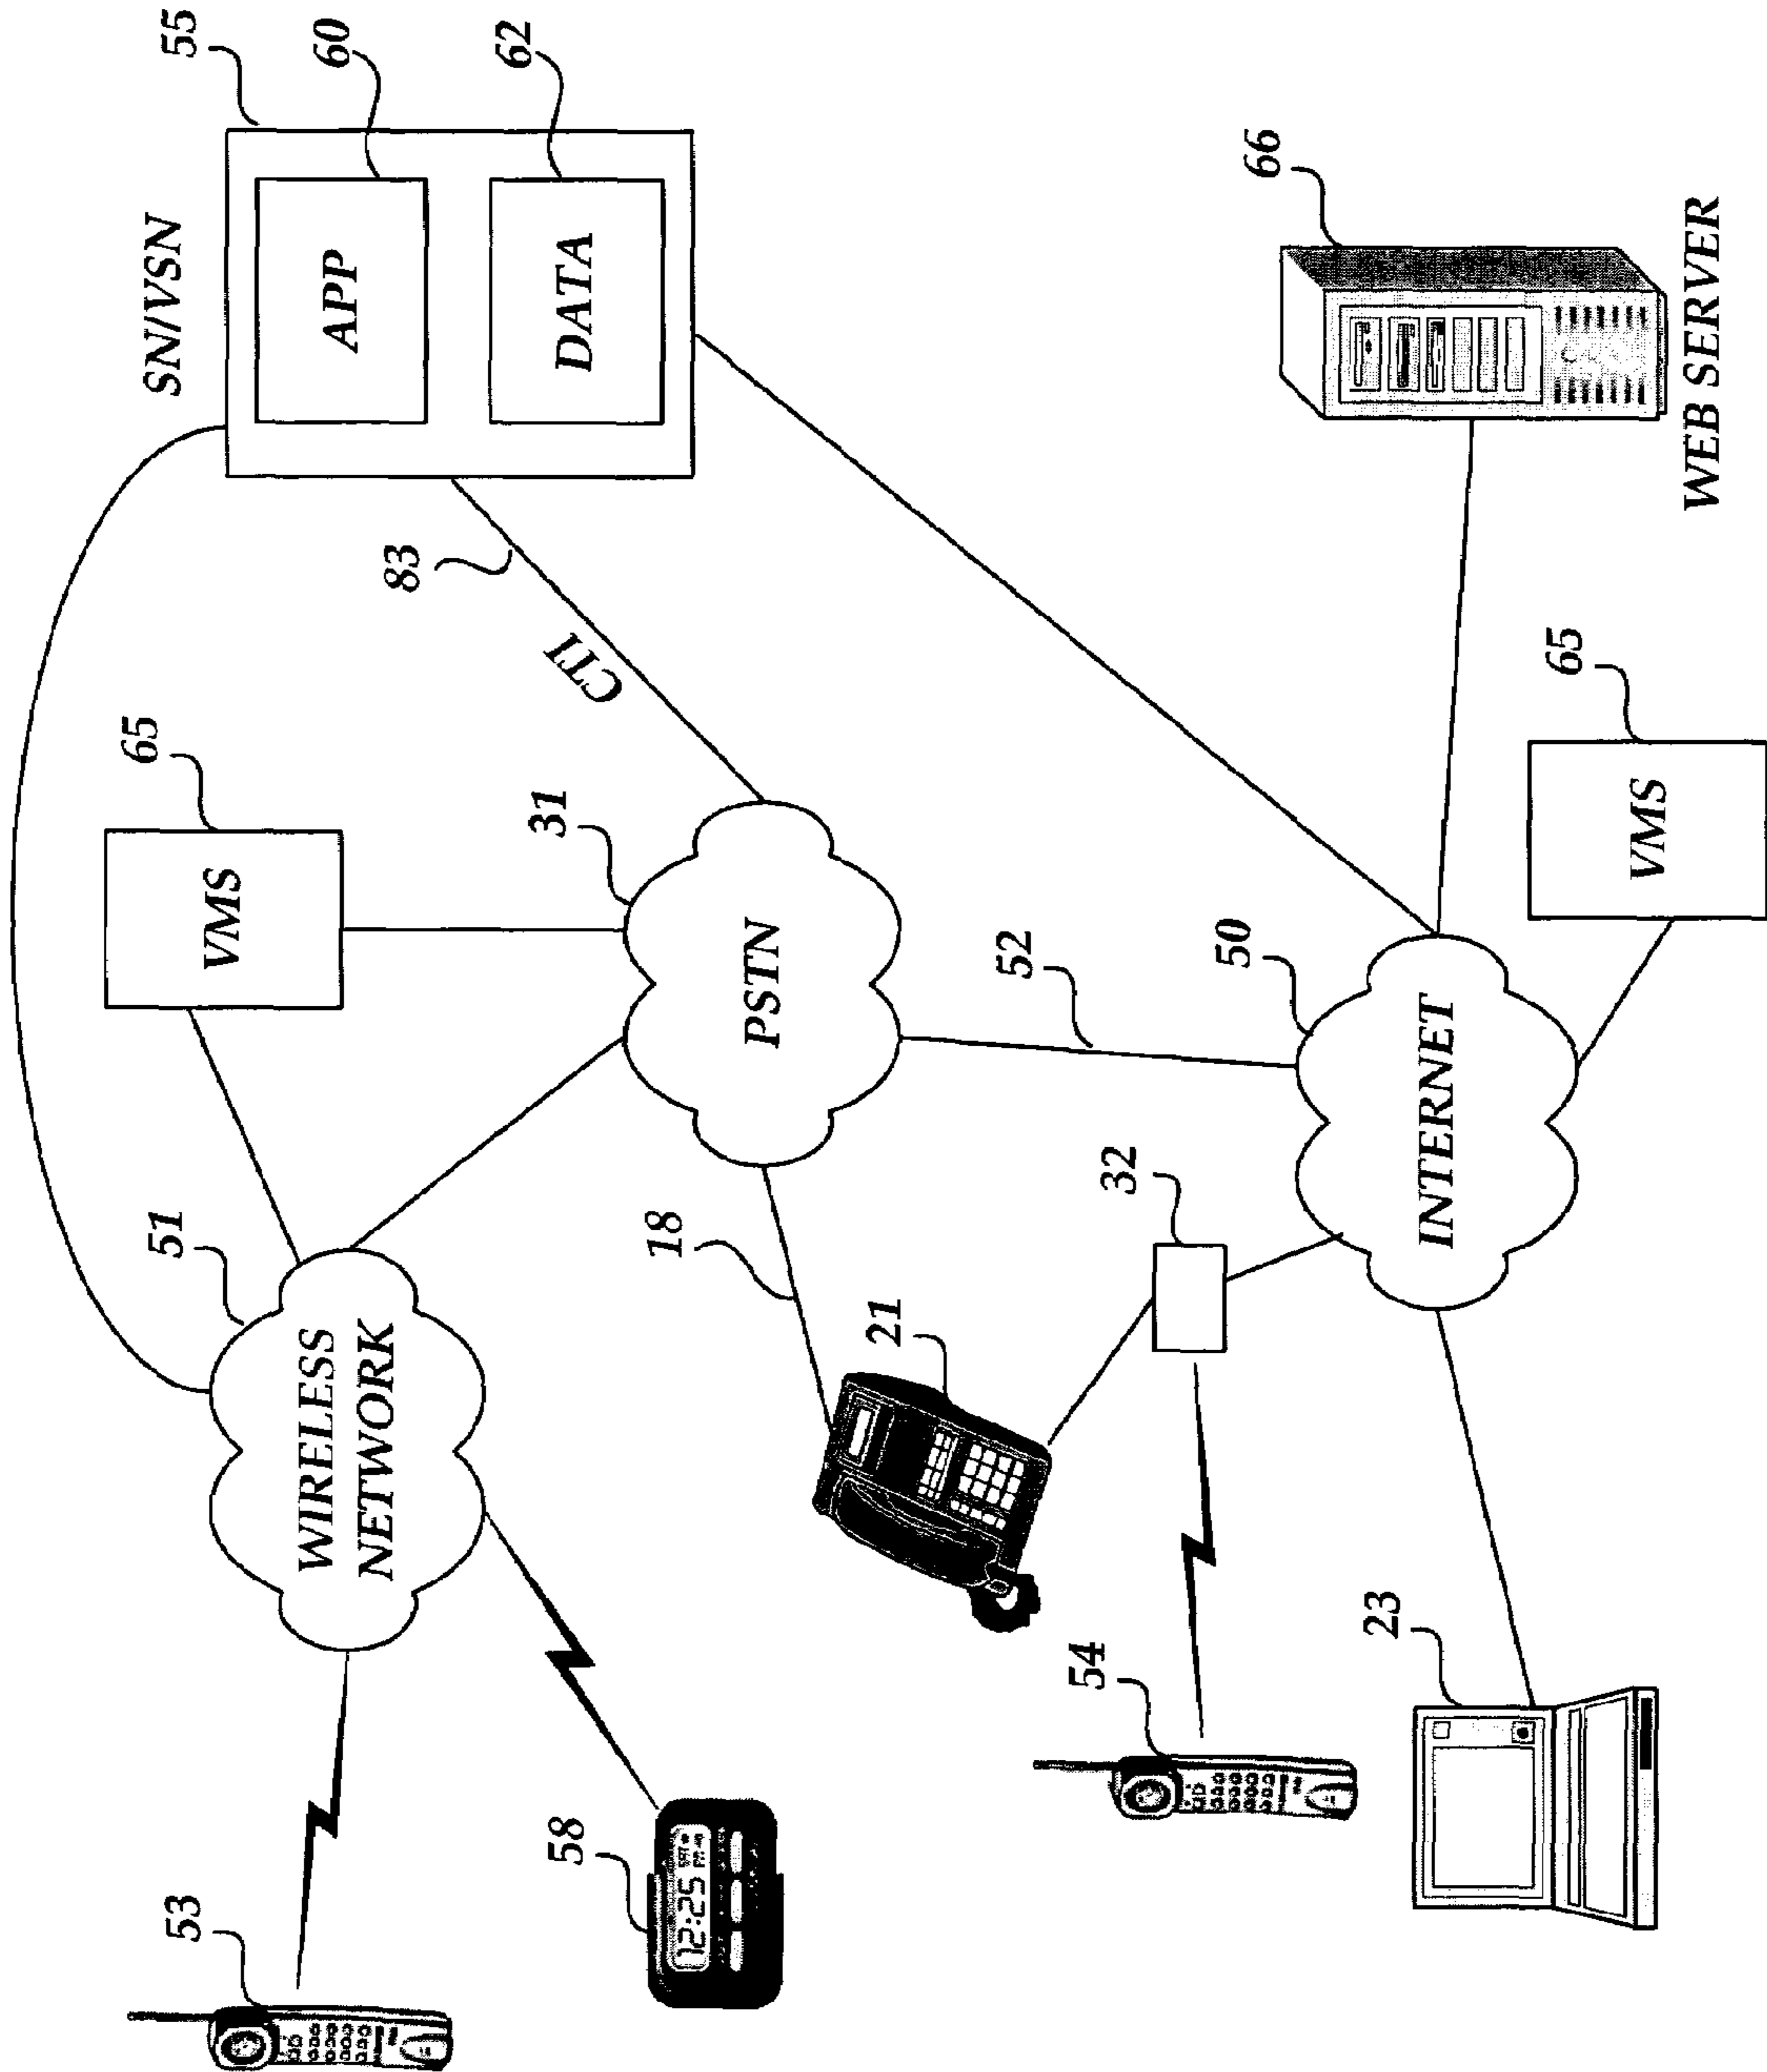 53
51
WIRELESS
NETWORK
58
65
VMS
SN/VSN
55
APP
60
DATA
62
83
CTI
31
PSTN
18
21
52
54
32
50
INTERNET
23
65
VMS
66
WEB SERVER
12:25